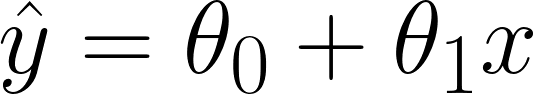 ŷ = θ₀ + θ₁x